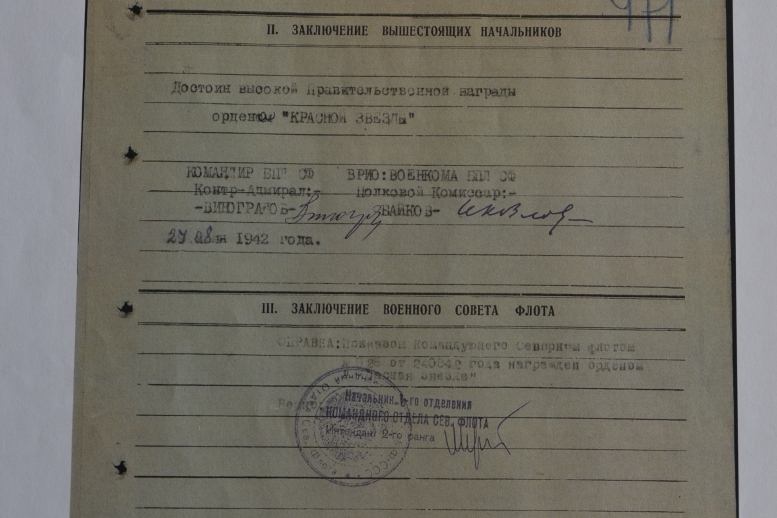 471
II. ЗАКЛЮЧЕНИЕ ВЫШЕСТОЯЩИХ НАЧАЛЬНИКОВ
Достоин высокой Правительственной награды
ордена "КРАСНОЙ ЗВЕЗДЫ"
КОМАНДИР БПЛ СФ ВРИО:ВОЕНКОМА БПЛ СФ
Контр-Адмирал:- Полковой Комиссар:-
-ВИНОГРАДОВ-
1942 года.
III. ЗАКЛЮЧЕНИЕ ВОЕННОГО СОВЕТА ФЛОТА
СПРАВКА: Приказом Командующего Северным флотом
от года награжден орденом
"Красная Звезда"
Начальник 1-го отделения
КОМАНДНОГО ОТДЕЛА СЕВ. ФЛОТА
Интендант 2-го ранга